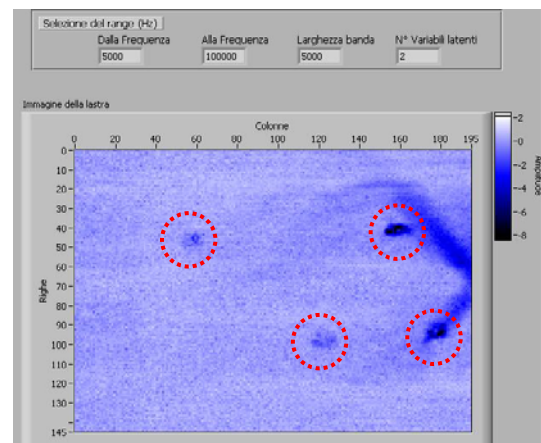 Selezione del range (Hz)
Dalla Frequenza Alla Frequenza Larghezza banda N° Variabili latenti
5000 100000 5000 2
Immagine della lastra
Colonne
0 20 40 60 80 100 120 140 160 180 195
Righe
0
10
20
30
40
50
60
70
80
90
100
110
120
130
145
2
0
-2
-4
-6
-8
Amplitude